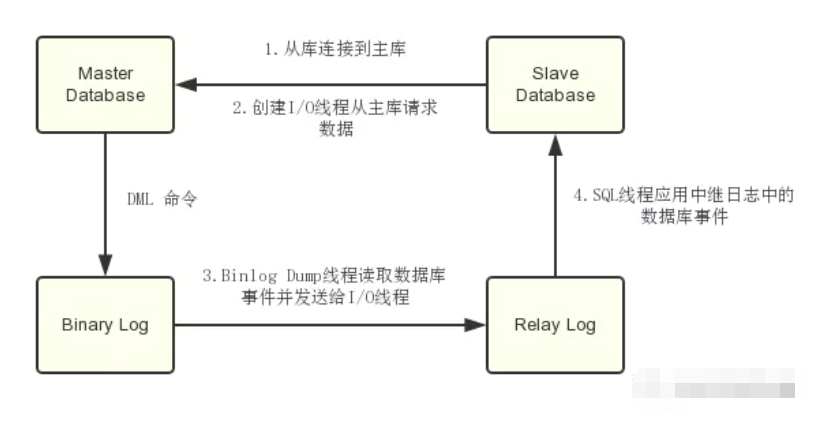 Master
Database
1.从库连接到主库
Slave
Database
2.创建I/O线程从主库请求
数据
DML 命令
4.SQL线程应用中继日志中的
数据库事件
3.Binlog Dump线程读取数据库
事件并发送给I/O线程
Binary Log
Relay Log